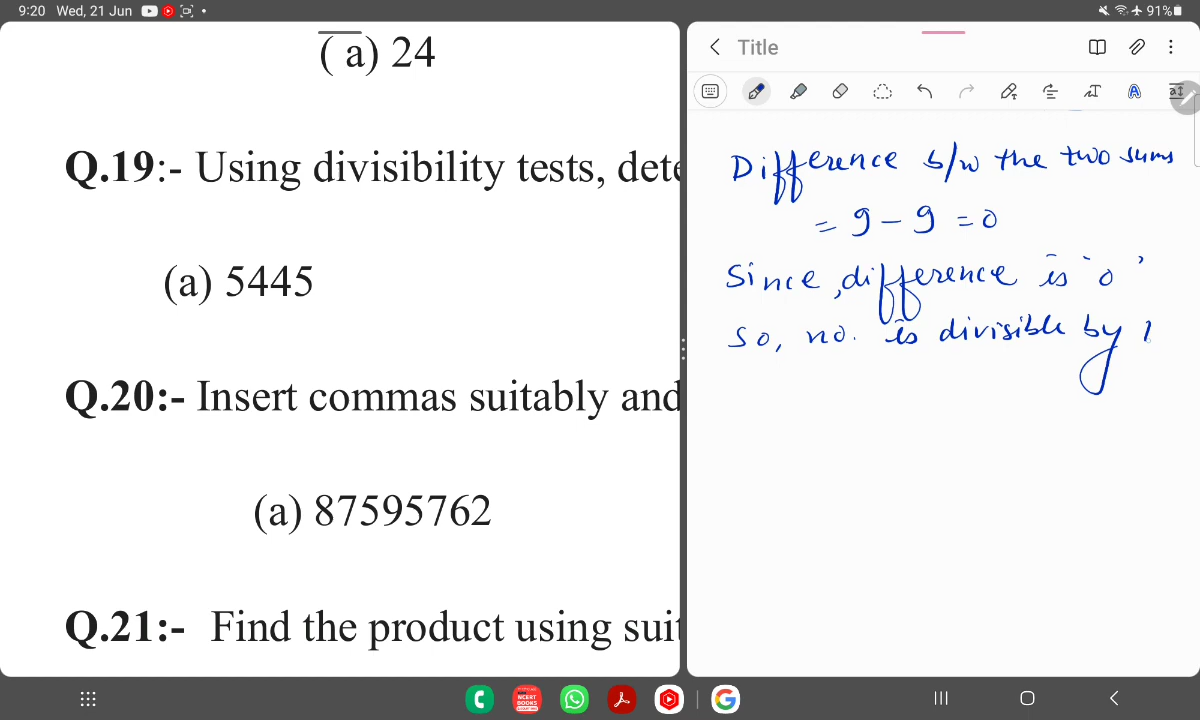 9:20 Wed, 21 Jun
91%
( a) 24
Q.19:- Using divisibility tests, dete
(a) 5445
Q.20:- Insert commas suitably and
(a) 87595762
Q.21:- Find the product using suit
Title
Difference b/w the two sums
= 9 - 9 = 0
Since, difference is '0'
so, no. is divisible by 1
NCERT
BOOKS